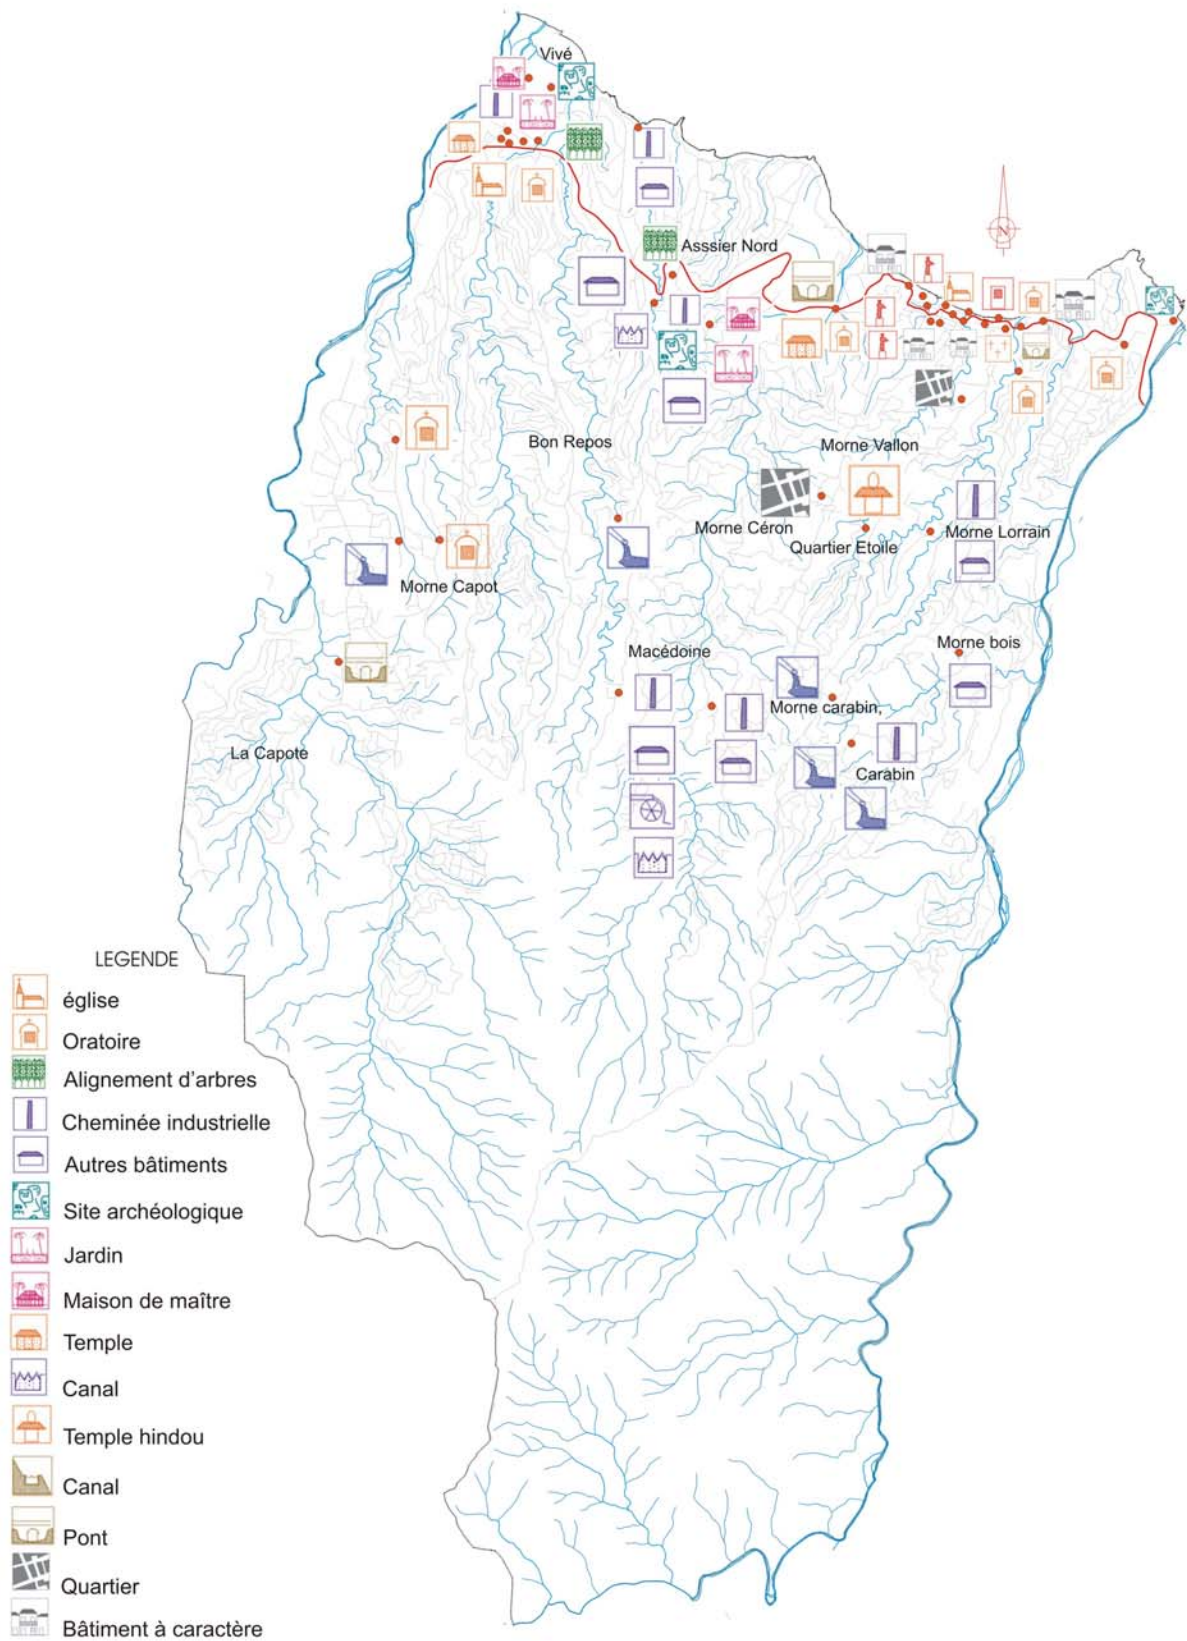 Vivé
Asssier Nord
N
Bon Repos
Morne Vallon
Morne Céron
Quartier Etoile
Morne Lorrain
Morne Capot
Macédoine
Morne bois
Morne carabin,
La Capote
Carabin
LEGENDE
église
Oratoire
Alignement d'arbres
Cheminée industrielle
Autres bâtiments
Site archéologique
Jardin
Maison de maître
Temple
Canal
Temple hindou
Canal
Pont
Quartier
Bâtiment à caractère